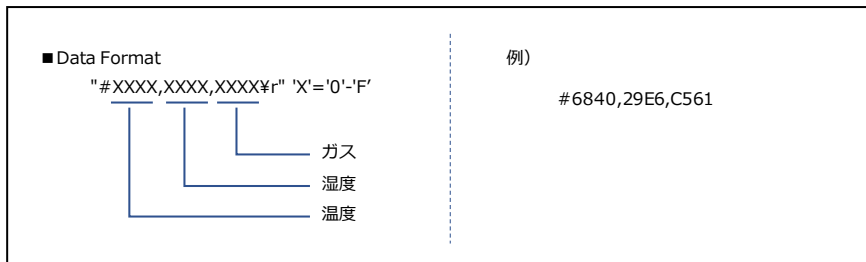 ■Data Format
"#XXXX,XXXX,XXXX¥r" 'X'='0'-'F’
ガス
湿度
温度
例）
#6840,29E6,C561